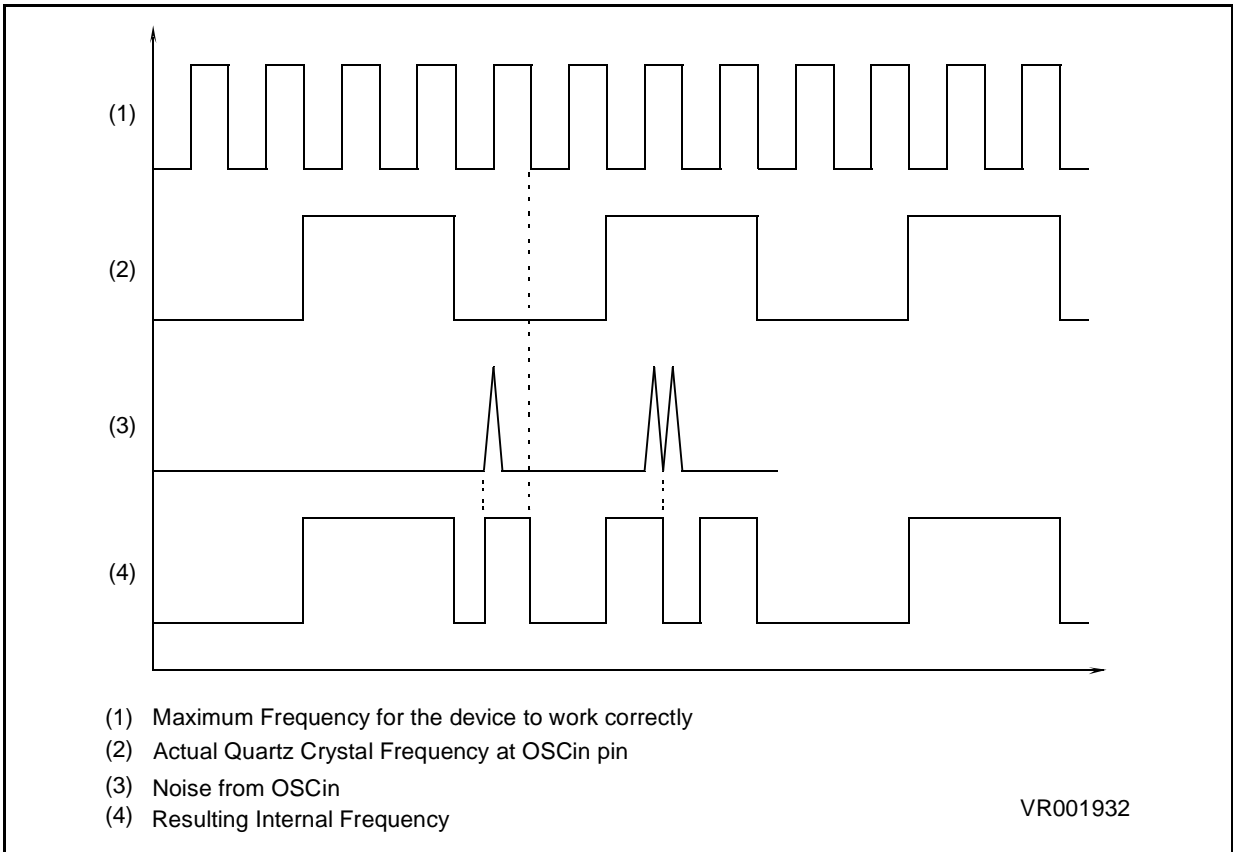 (1)
(2)
(3)
(4)
(1) Maximum Frequency for the device to work correctly
(2) Actual Quartz Crystal Frequency at OSCin pin
(3) Noise from OSCin
(4) Resulting Internal Frequency
VR001932